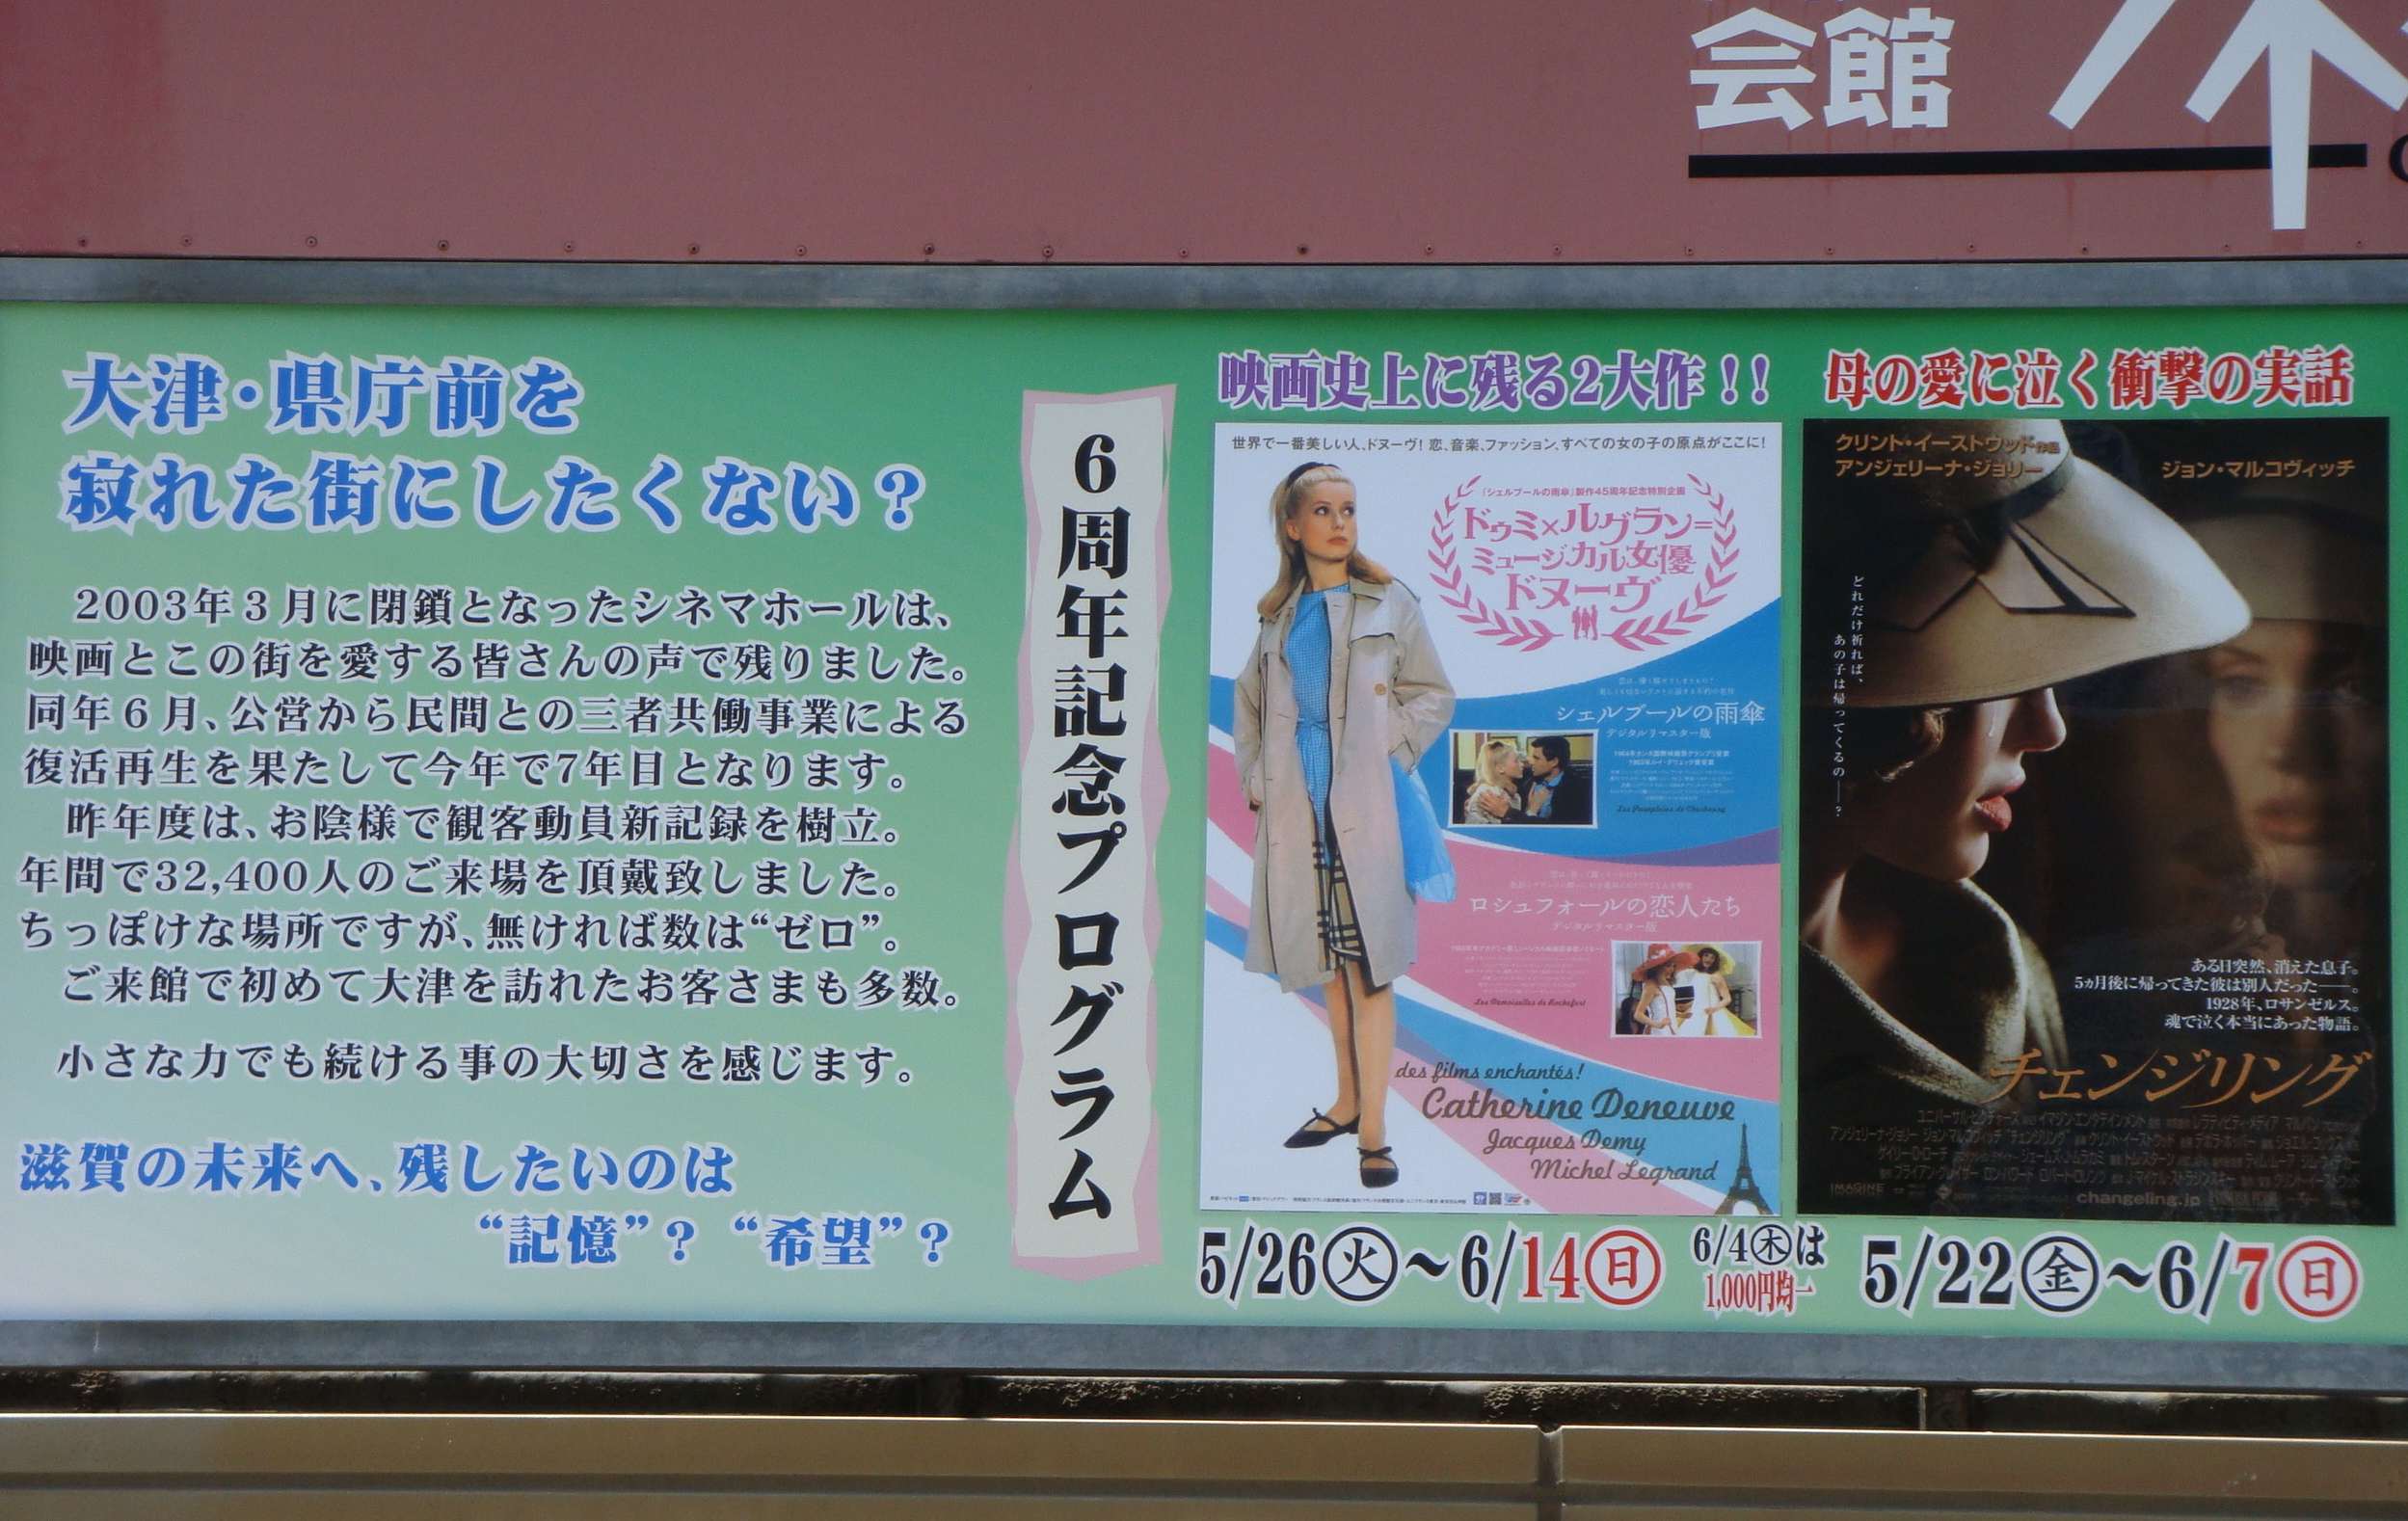 会館
大津・県庁前を
寂れた街にしたくない？
2003年３月に閉鎖となったシネマホールは、
映画とこの街を愛する皆さんの声で残りました。
同年６月、公営から民間との三者共働事業による
復活再生を果たして今年で7年目となります。
昨年度は、お陰様で観客動員新記録を樹立。
年間で32,400人のご来場を頂戴致しました。
ちっぽけな場所ですが、無ければ数は“ゼロ”。
ご来館で初めて大津を訪れたお客さまも多数。
小さな力でも続ける事の大切さを感じます。
滋賀の未来へ、残したいのは
“記憶”？ “希望”？
6周年記念プログラム
映画史上に残る2大作！！
世界で一番美しい人、ドヌーヴ！恋、音楽、ファッション、すべての女の子の原点がここに！
「シェルブールの雨傘」製作45周年記念特別企画
ドゥミ×ルグラン=
ミュージカル女優
ドヌーヴ
シェルブールの雨傘
デジタルリマスター版
Les Parapluies de Cherbourg
ロシュフォールの恋人たち
デジタルリマスター版
Les Demoiselles de Rochefort
des films enchantés!
Catherine Deneuve
Jacques Demy
Michel Legrand
5/26㊋～6/14㊐
6/4㊍は
1,000円均一
母の愛に泣く衝撃の実話
クリント・イーストウッド作品
アンジェリーナ・ジョリー
ジョン・マルコヴィッチ
どれだけ祈れば、
あの子は帰ってくるの──？
ある日突然、消えた息子。
5ヵ月後に帰ってきた彼は別人だった──。
1928年、ロサンゼルス。
魂で泣く本当にあった物語。
チェンジリング
IMAGINE
changeling.jp
5/22㊎～6/7㊐